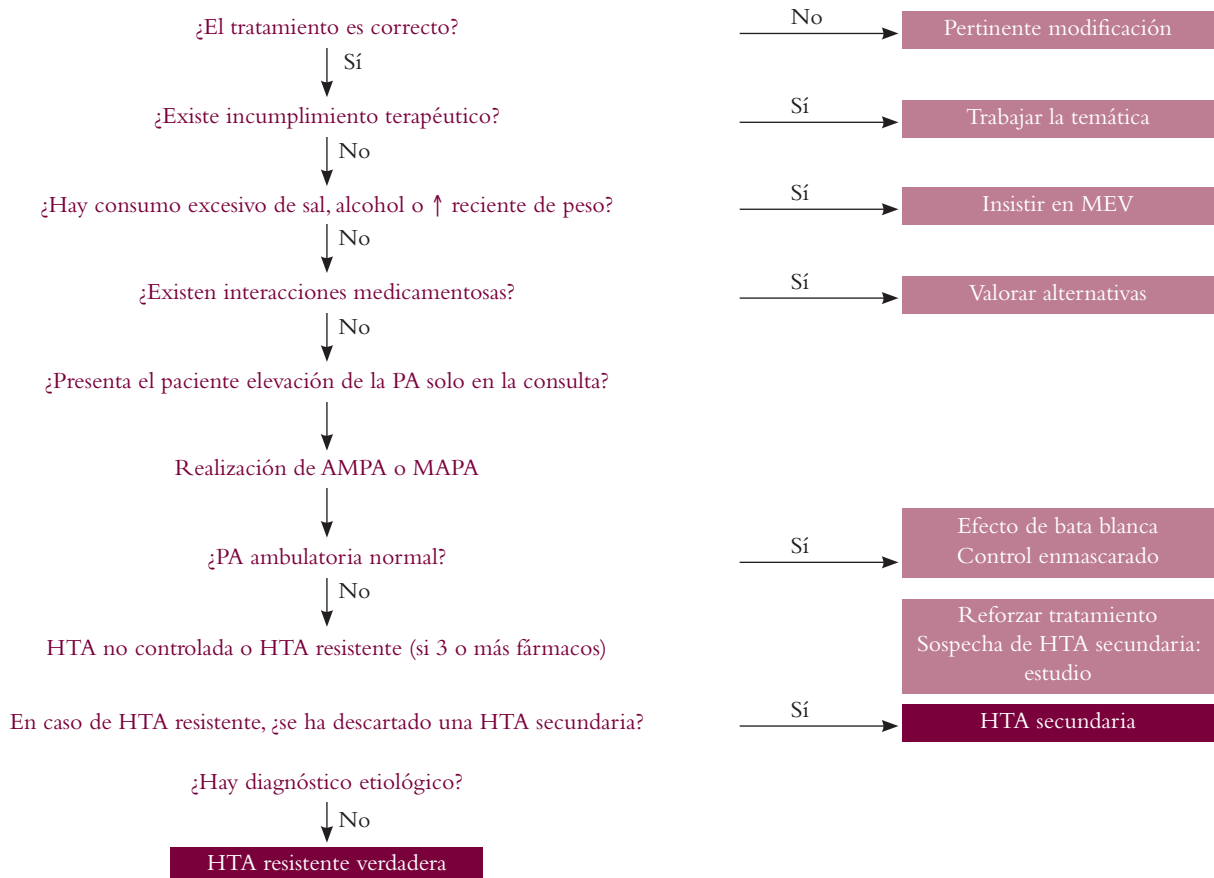 ¿El tratamiento es correcto?
No
Pertinente modificación
Sí
¿Existe incumplimiento terapéutico?
Sí
Trabajar la temática
No
¿Hay consumo excesivo de sal, alcohol o ↑ reciente de peso?
Sí
Insistir en MEV
No
¿Existen interacciones medicamentosas?
Sí
Valorar alternativas
No
¿Presenta el paciente elevación de la PA solo en la consulta?
Realización de AMPA o MAPA
¿PA ambulatoria normal?
Sí
Efecto de bata blanca
Control enmascarado
No
HTA no controlada o HTA resistente (si 3 o más fármacos)
Reforzar tratamiento
Sospecha de HTA secundaria:
estudio
En caso de HTA resistente, ¿se ha descartado una HTA secundaria?
Sí
HTA secundaria
¿Hay diagnóstico etiológico?
No
HTA resistente verdadera